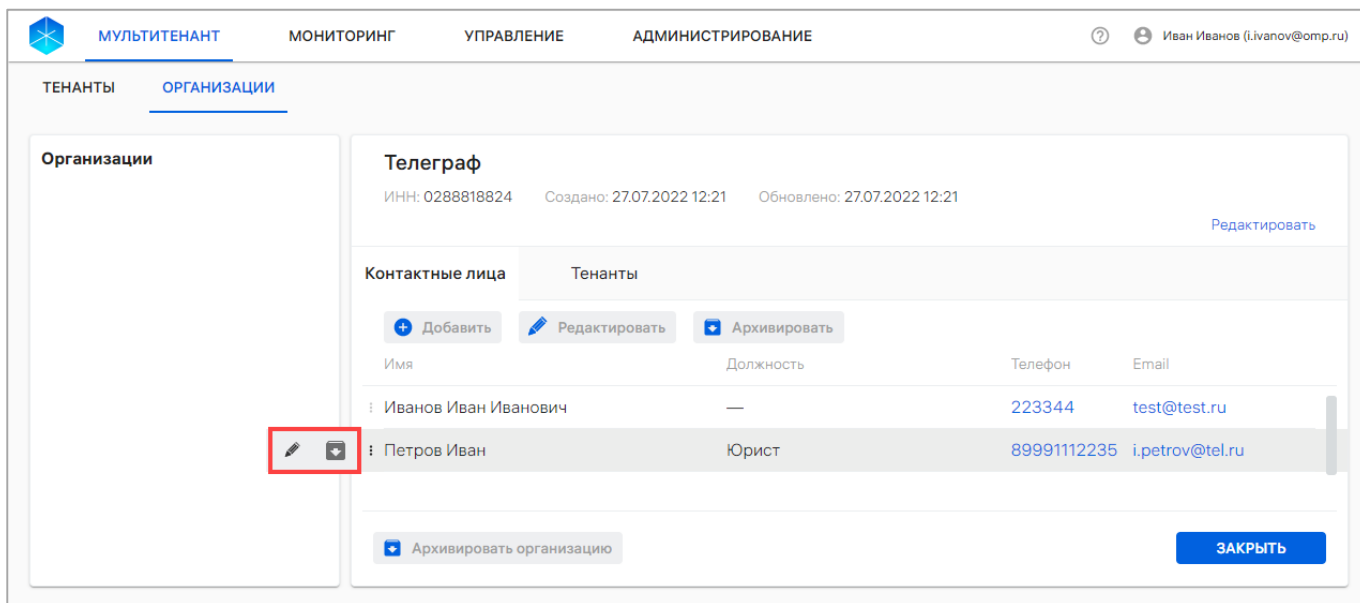 МУЛЬТИТЕНАНТ МОНИТОРИНГ УПРАВЛЕНИЕ АДМИНИСТРИРОВАНИЕ Иван Иванов (i.ivanov@omp.ru)
ТЕНАНТЫ ОРГАНИЗАЦИИ
Организации
Телеграф
ИНН: 0288818824 Создано: 27.07.2022 12:21 Обновлено: 27.07.2022 12:21
Редактировать
Контактные лица Тенанты
Добавить Редактировать Архивировать
Имя Должность Телефон Email
Иванов Иван Иванович — 223344 test@test.ru
Петров Иван Юрист 89991112235 i.petrov@tel.ru
Архивировать организацию ЗАКРЫТЬ